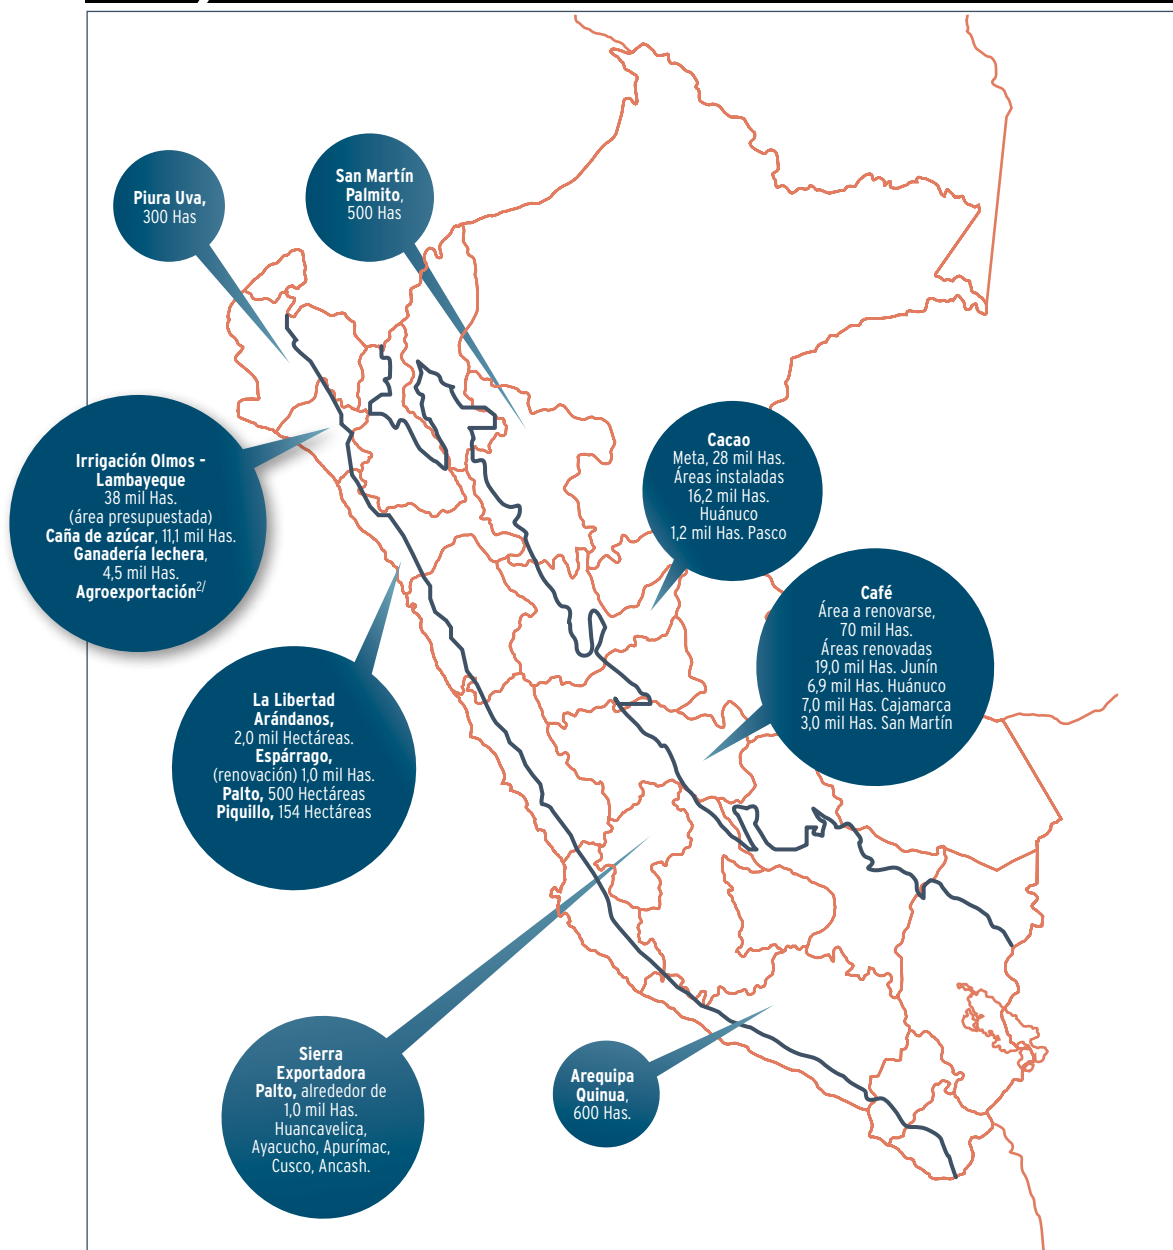 Piura Uva,
300 Has
San Martín
Palmito,
500 Has
Irrigación Olmos -
Lambayeque
38 mil Has.
(área presupuestada)
Caña de azúcar, 11,1 mil Has.
Ganadería lechera,
4,5 mil Has.
Agroexportación2/
Cacao
Meta, 28 mil Has.
Áreas instaladas
16,2 mil Has.
Huánuco
1,2 mil Has. Pasco
Café
Área a renovarse,
70 mil Has.
Áreas renovadas
19,0 mil Has. Junín
6,9 mil Has. Huánuco
7,0 mil Has. Cajamarca
3,0 mil Has. San Martín
La Libertad
Arándanos,
2,0 mil Hectáreas.
Espárrago,
(renovación) 1,0 mil Has.
Palto, 500 Hectáreas
Piquillo, 154 Hectáreas
Sierra
Exportadora
Palto, alrededor de
1,0 mil Has.
Huancavelica,
Ayacucho, Apurímac,
Cusco, Ancash.
Arequipa
Quinua,
600 Has.